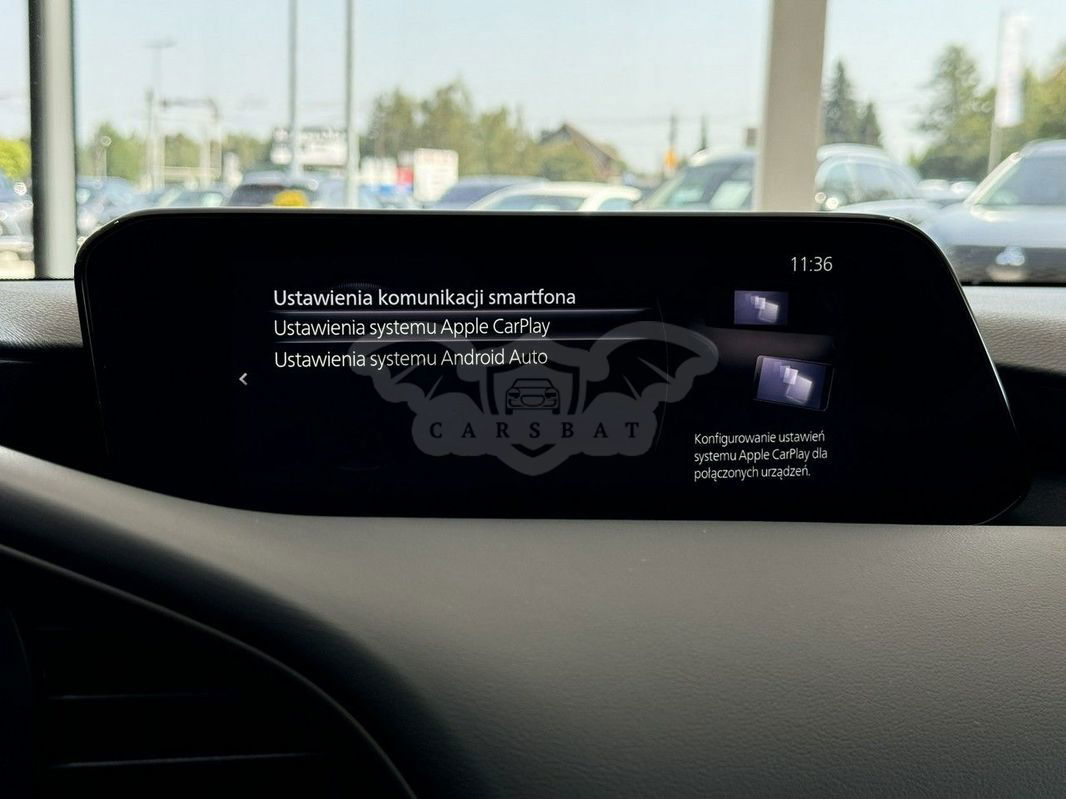 11:36
Ustawienia komunikacji smartfona
Ustawienia systemu Apple CarPlay
Ustawienia systemu Android Auto
Konfigurowanie ustawień
systemu Apple CarPlay dla
połączonych urządzeń.
CARSBAT